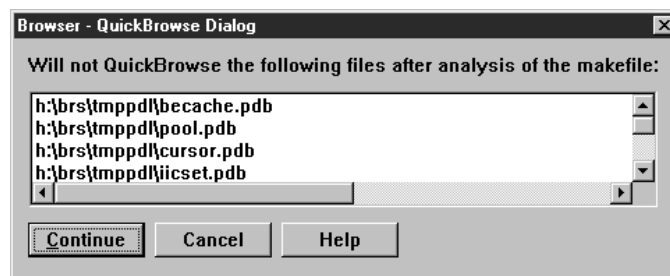 Browser - QuickBrowse Dialog
Will not QuickBrowse the following files after analysis of the makefile:
h:\brs\tmppdl\becache.pdb
h:\brs\tmppdl\pool.pdb
h:\brs\tmppdl\cursor.pdb
h:\brs\tmppdl\iicset.pdb
Continue Cancel Help